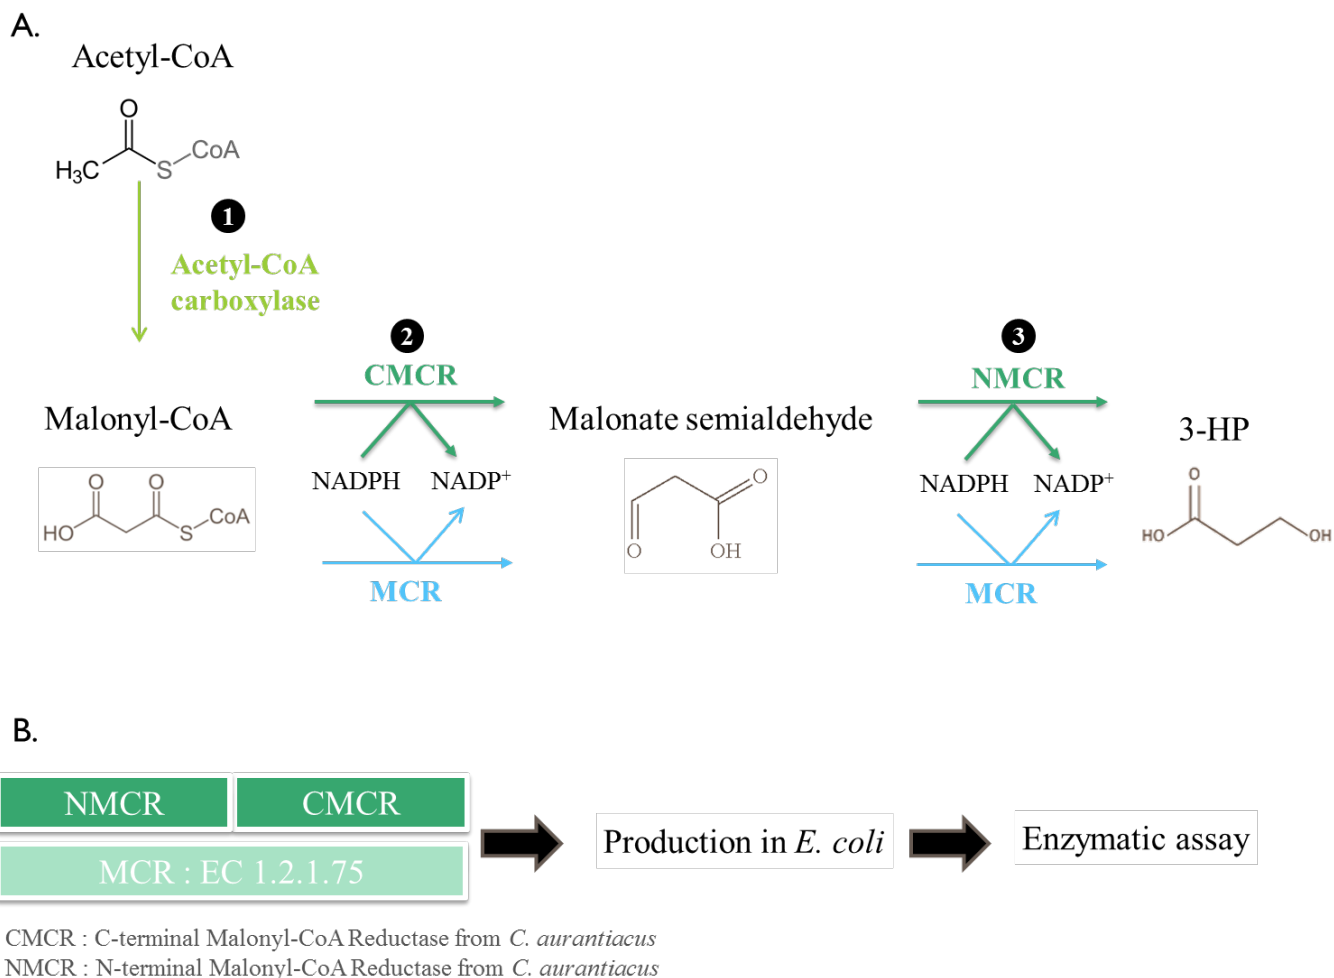 A.
Acetyl-CoA
O
H₃C S CoA
1
Acetyl-CoA
carboxylase
2
CMCR
3
NMCR
Malonyl-CoA
Malonate semialdehyde
3-HP
NADPH NADP⁺
NADPH NADP⁺
O O
HO S CoA
O
O OH
O
HO OH
MCR
MCR
B.
NMCR CMCR
MCR : EC 1.2.1.75
Production in E. coli
Enzymatic assay
CMCR : C-terminal Malonyl-CoA Reductase from C. aurantiacus
NMCR : N-terminal Malonyl-CoA Reductase from C. aurantiacus